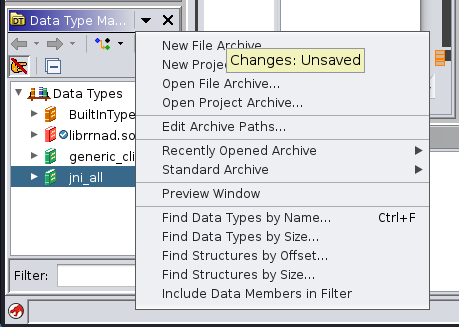 Data Type Ma...
New File Archive
Changes: Unsaved
New Projec
Open File Archive...
Open Project Archive...
Edit Archive Paths...
Recently Opened Archive
Standard Archive
Preview Window
Find Data Types by Name... Ctrl+F
Find Data Types by Size...
Find Structures by Offset...
Find Structures by Size...
Include Data Members in Filter
Data Types
BuiltInType
librrnad.so
generic_cli
jni_all
Filter: